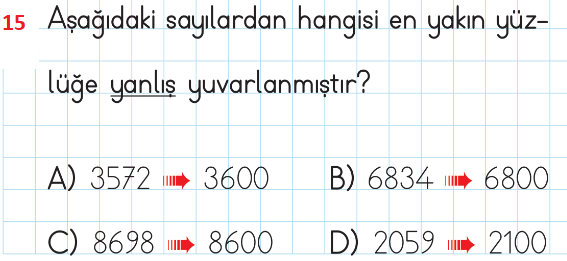 15 Aşağıdaki sayılardan hangisi en yakın yüz-
lüğe yanlış yuvarlanmıştır?
A) 3572 ➡ 3600 B) 6834 ➡ 6800
C) 8698 ➡ 8600 D) 2059 ➡ 2100